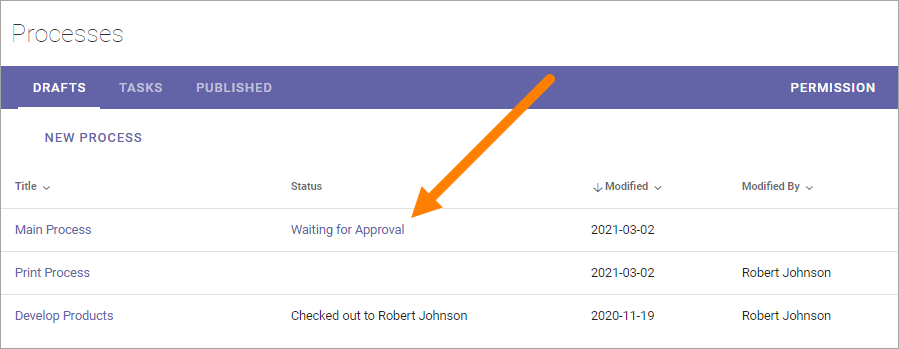 Processes
DRAFTS TASKS PUBLISHED PERMISSION
NEW PROCESS
Title Status Modified Modified By
Main Process Waiting for Approval 2021-03-02
Print Process 2021-03-02 Robert Johnson
Develop Products Checked out to Robert Johnson 2020-11-19 Robert Johnson